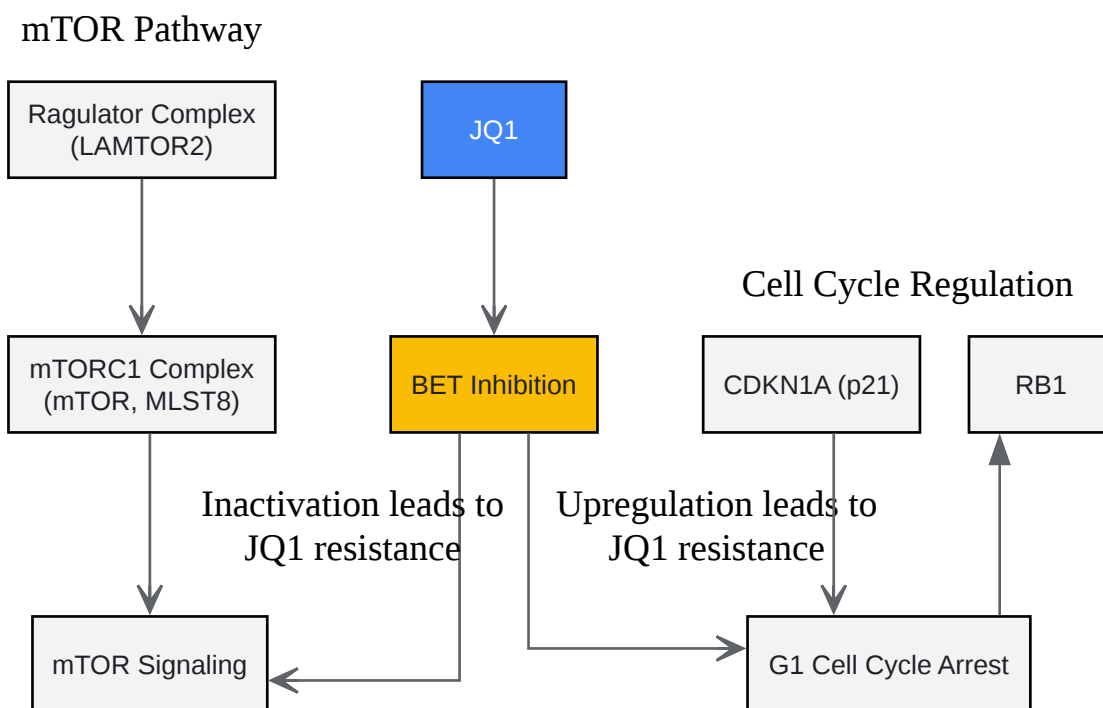 mTOR Pathway
Ragulator Complex
(LAMTOR2)
JQ1
Cell Cycle Regulation
mTORC1 Complex
(mTOR, MLST8)
BET Inhibition
CDKN1A (p21)
RB1
Inactivation leads to
JQ1 resistance
Upregulation leads to
JQ1 resistance
mTOR Signaling
G1 Cell Cycle Arrest